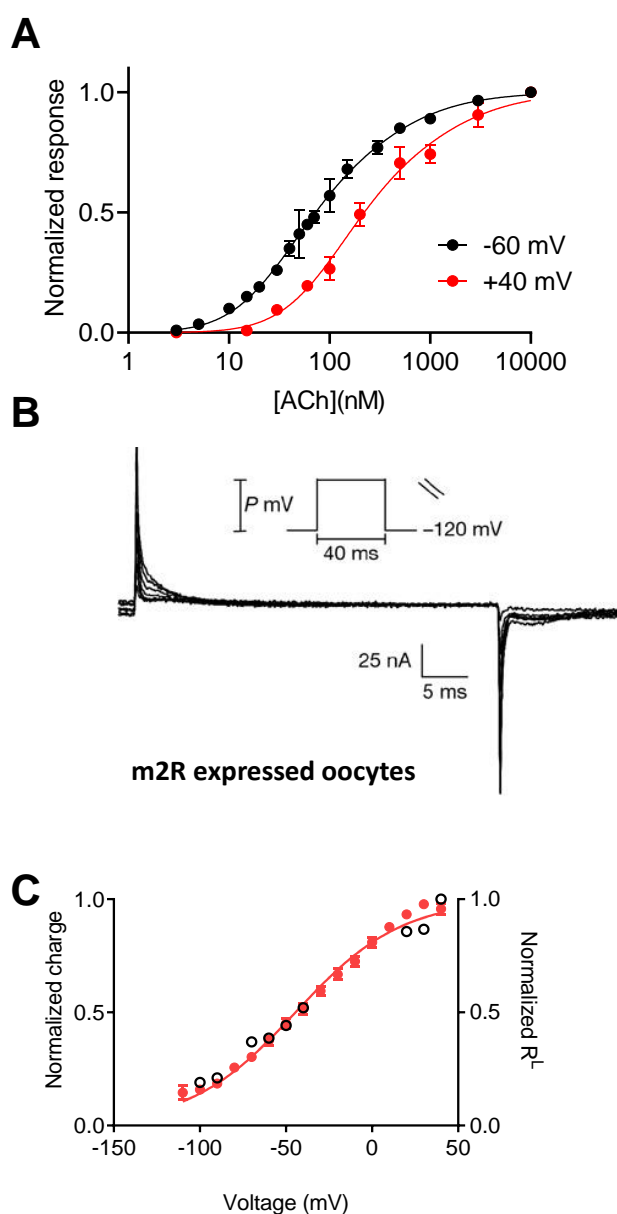 A
Normalized response
1.0
0.5
0.0
-60 mV
+40 mV
1 10 100 1000 10000
[ACh](nM)
B
P mV
–120 mV
40 ms
25 nA
5 ms
m2R expressed oocytes
C
Normalized charge
1.0
0.5
0.0
1.0
0.5
0.0
Normalized R^L
-150 -100 -50 0 50
Voltage (mV)